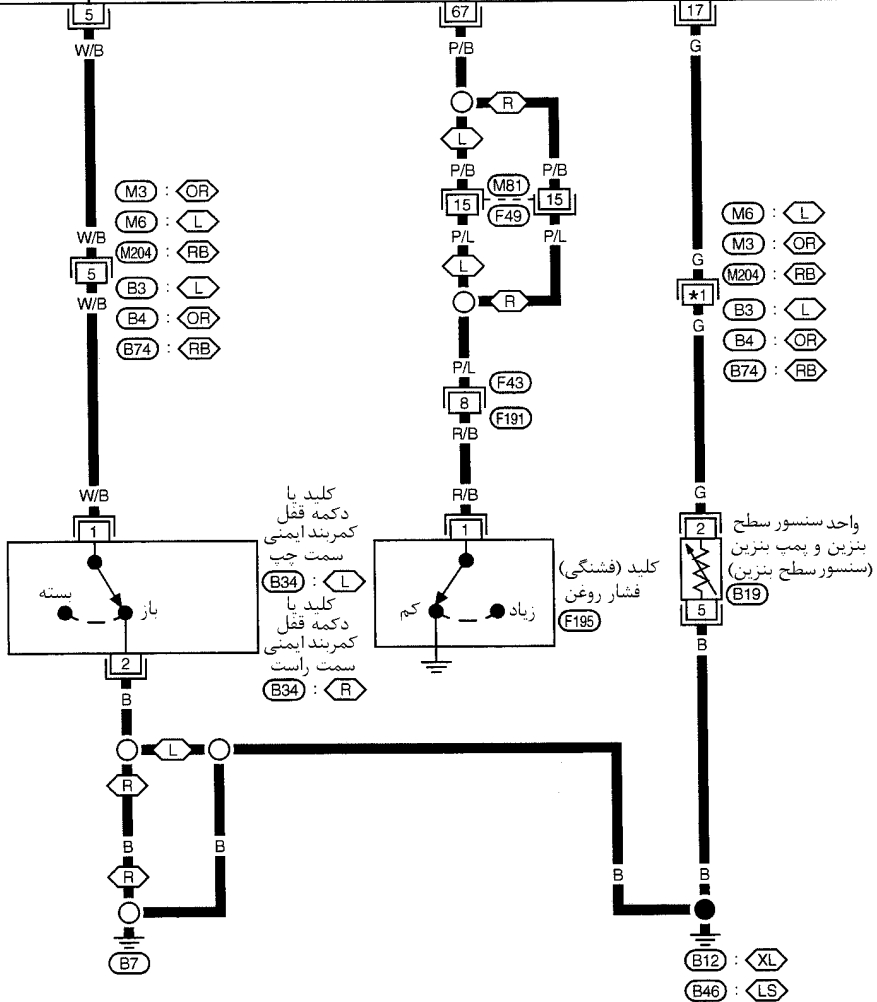 5
67
17
W/B
P/B
G
R
L
P/B
P/B
M81
15
15
F49
P/L
P/L
L
R
M3 : OR
M6 : L
M204 : RB
B3 : L
B4 : OR
B74 : RB
W/B
5
W/B
M6 : L
M3 : OR
M204 : RB
B3 : L
B4 : OR
B74 : RB
G
*1
G
P/L
F43
8
F191
R/B
W/B
R/B
G
1
1
2
5
کلید یا
دکمه قفل
کمربند ایمنی
سمت چپ
B34 : L
کلید یا
دکمه قفل
کمربند ایمنی
سمت راست
B34 : R
بسته
باز
2
کلید (فشنگی)
فشار روغن
F195
کم
زیاد
واحد سنسور سطح
بنزین و پمپ بنزین
(سنسور سطح بنزین)
B19
B
B
L
R
B
B
R
B
B
B7
B12 : XL
B46 : LS